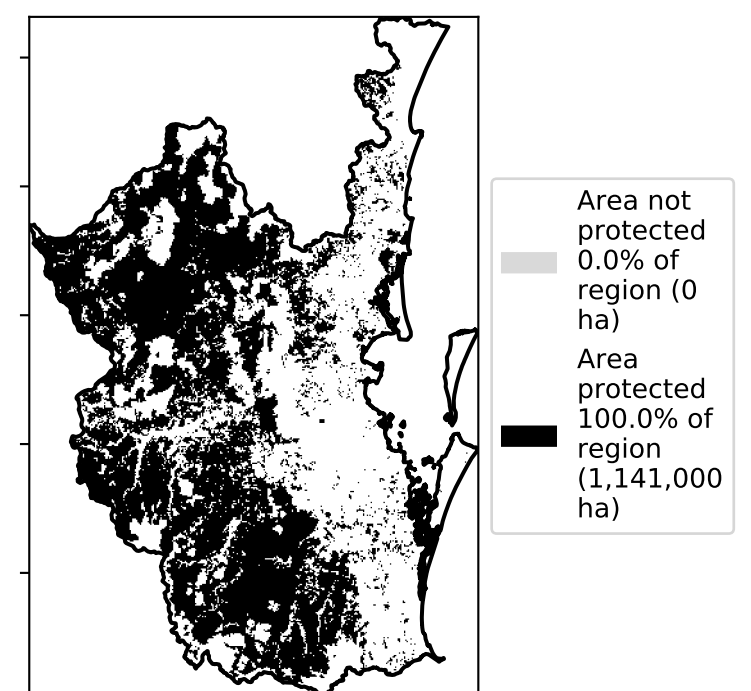 Area not
protected
0.0% of
region (0
ha)
Area
protected
100.0% of
region
(1,141,000
ha)